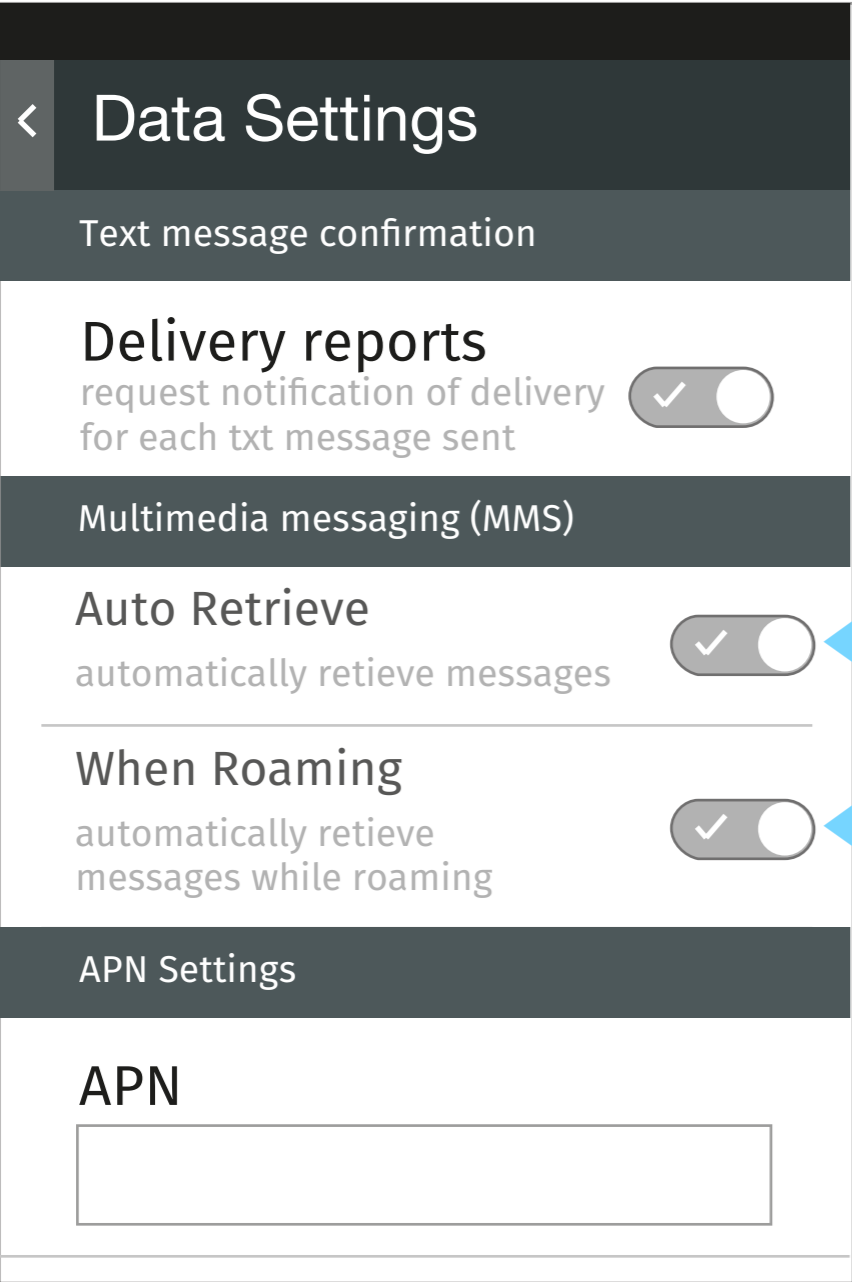 Data Settings
Text message confirmation
Delivery reports
request notification of delivery
for each txt message sent
Multimedia messaging (MMS)
Auto Retrieve
automatically retieve messages
When Roaming
automatically retieve
messages while roaming
APN Settings
APN